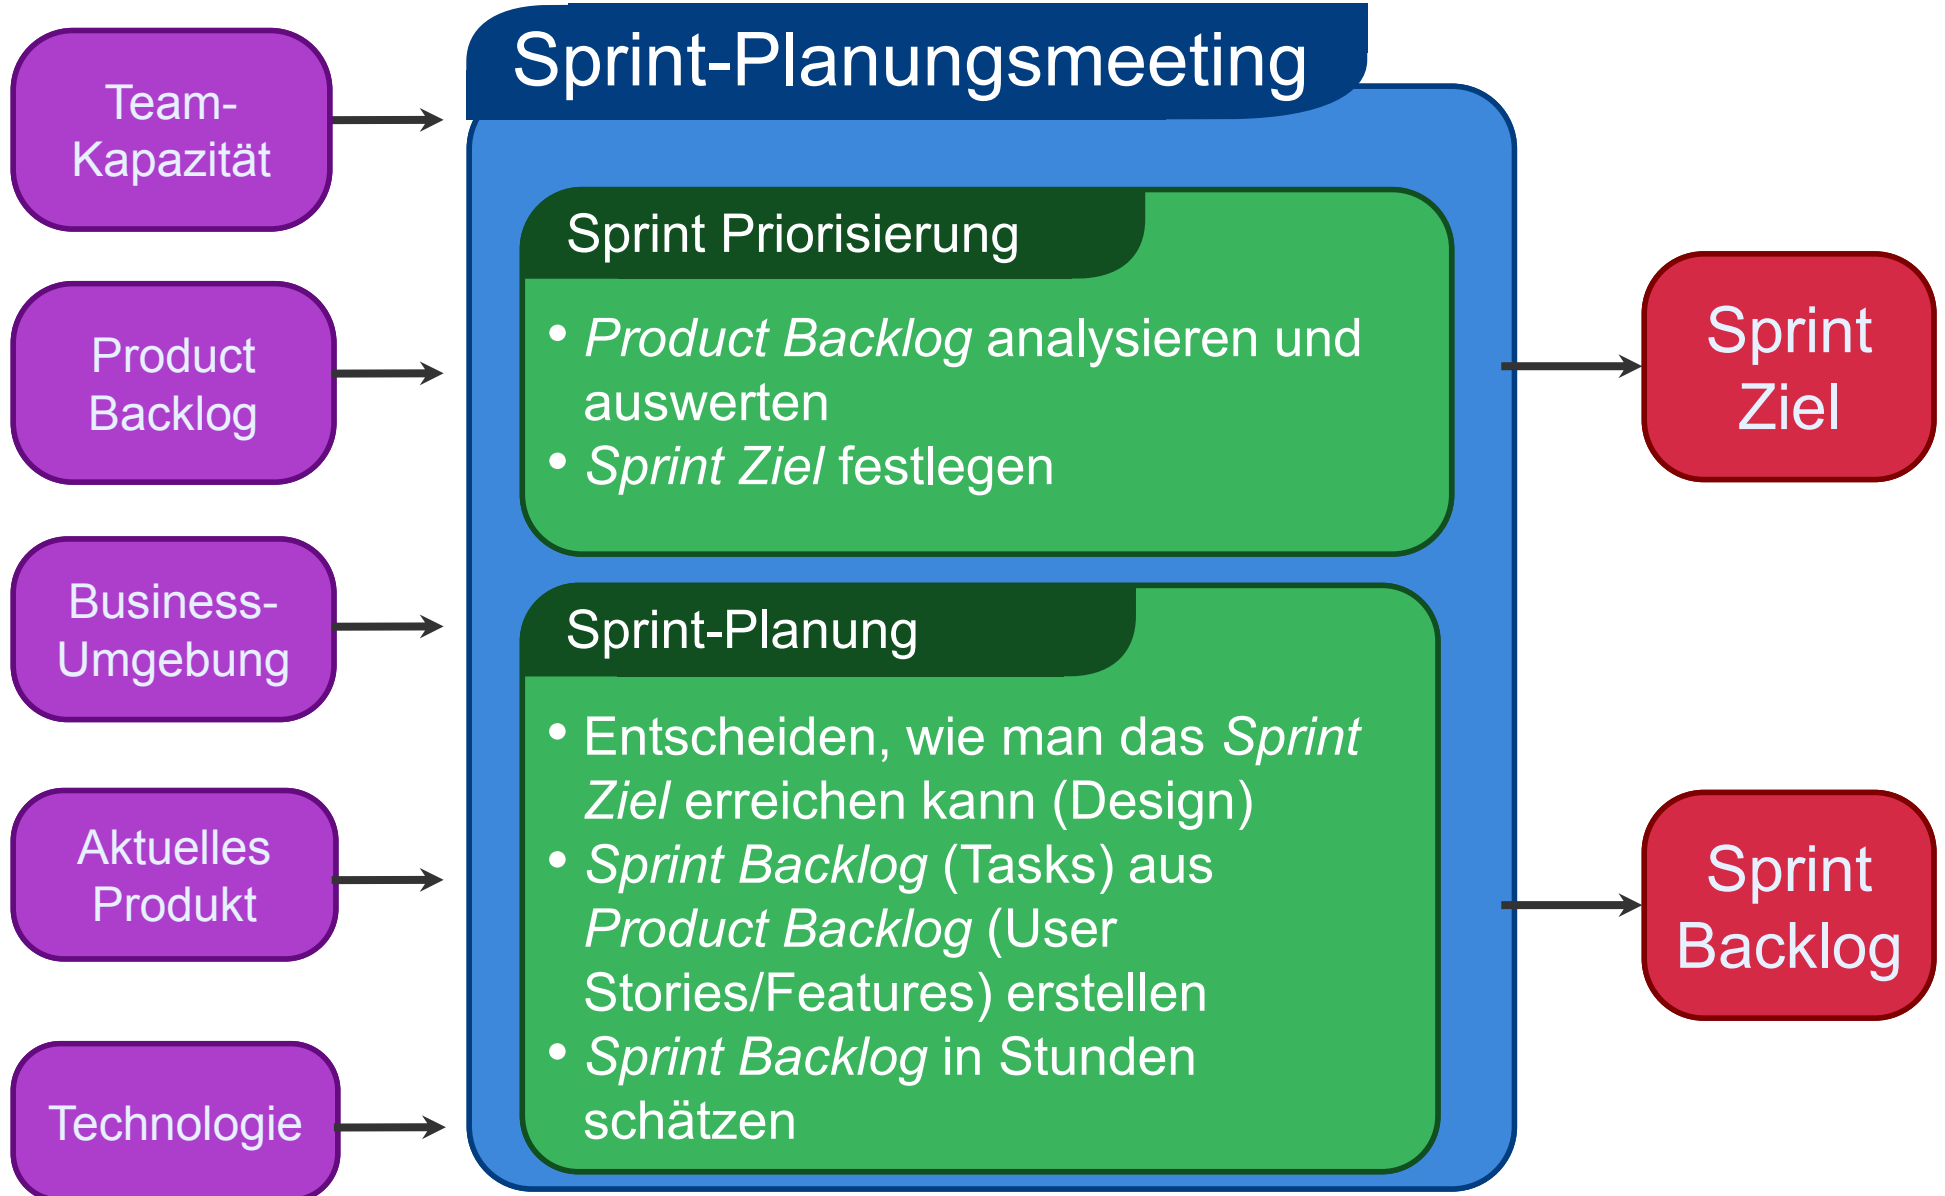 Sprint-Planungsmeeting
Team-
Kapazität
Product
Backlog
Business-
Umgebung
Aktuelles
Produkt
Technologie
Sprint Priorisierung
• Product Backlog analysieren und
auswerten
• Sprint Ziel festlegen
Sprint-Planung
• Entscheiden, wie man das Sprint
Ziel erreichen kann (Design)
• Sprint Backlog (Tasks) aus
Product Backlog (User
Stories/Features) erstellen
• Sprint Backlog in Stunden
schätzen
Sprint
Ziel
Sprint
Backlog